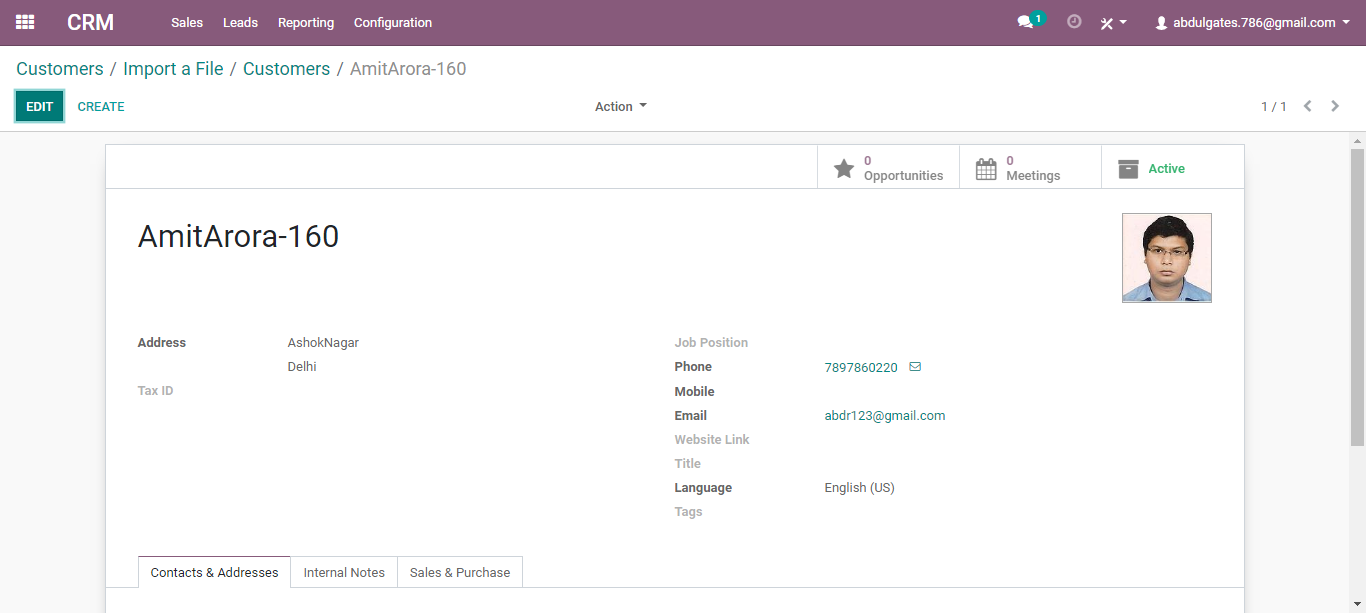 CRM Sales Leads Reporting Configuration 1 abdulgates.786@gmail.com
Customers / Import a File / Customers / AmitArora-160
EDIT CREATE Action 1 / 1
0 Opportunities 0 Meetings Active
AmitArora-160
Address AshokNagar
Delhi
Tax ID
Job Position
Phone 7897860220
Mobile
Email abdr123@gmail.com
Website Link
Title
Language English (US)
Tags
Contacts & Addresses Internal Notes Sales & Purchase